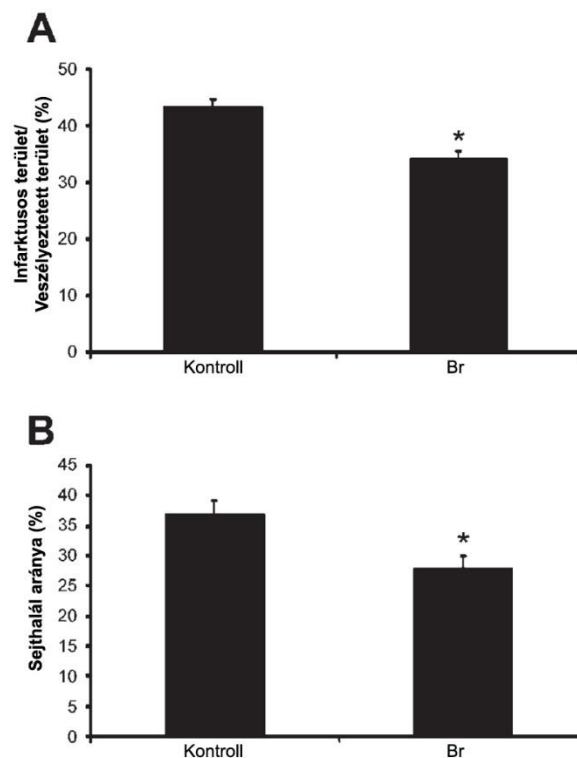 A
Infarktusos terület/
Veszélyeztetett terület (%)
50
40
30
20
10
0
*
Kontroll
Br
B
Sejthalál aránya (%)
45
40
35
30
25
20
15
10
5
0
*
Kontroll
Br